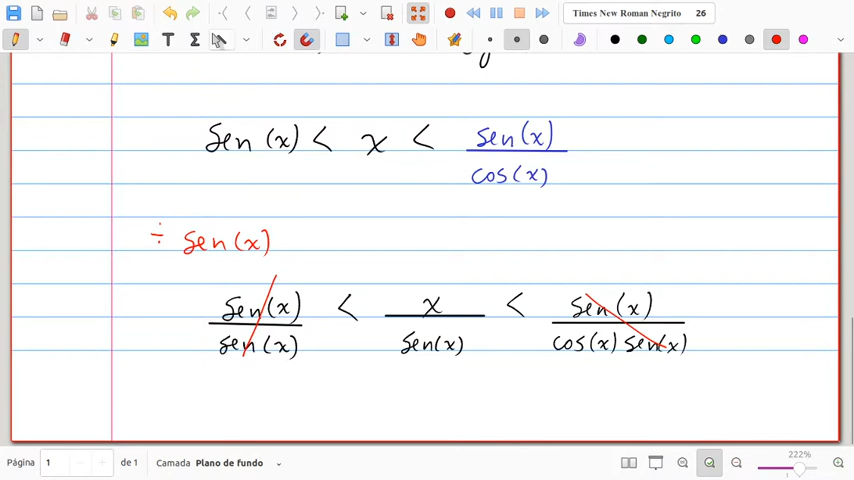 Times New Roman Negrito 26
sen(x) < x < sen(x)
cos(x)
÷ sen(x)
sen(x) < x < sen(x)
sen(x) sen(x) cos(x) sen(x)
Página 1 de 1 Camada Plano de fundo 222%